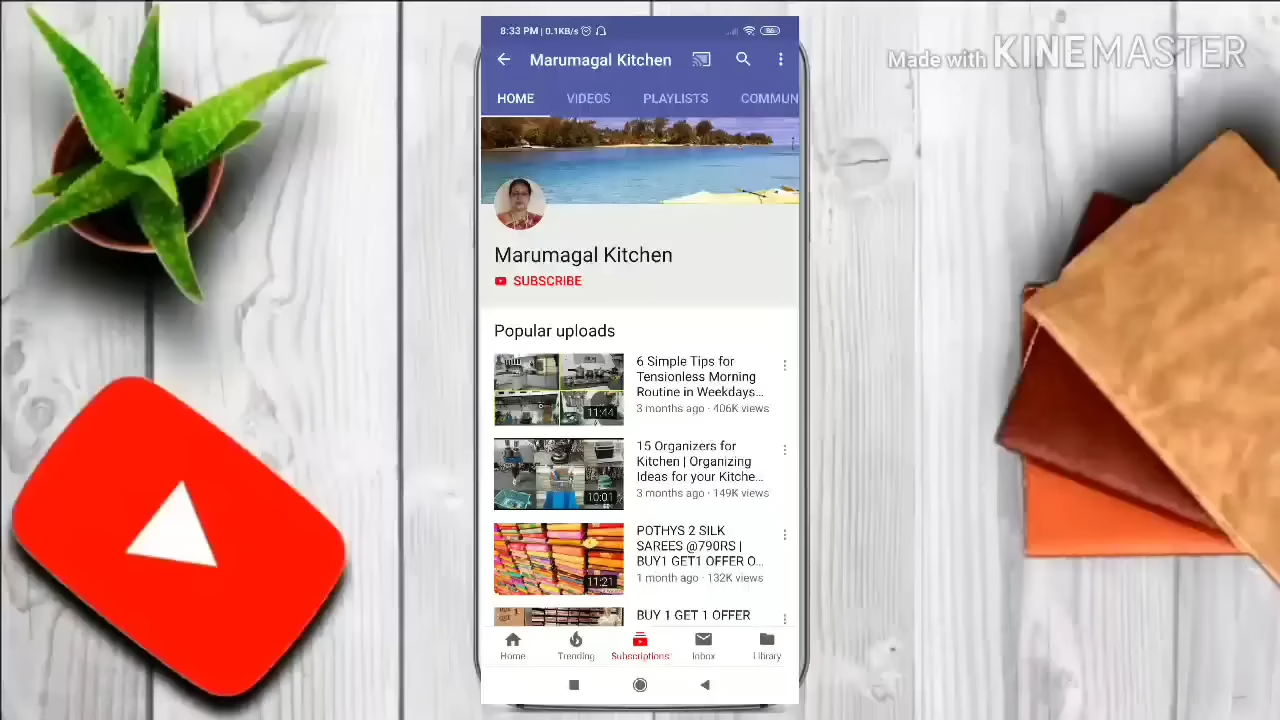 8:33 PM | 0.1KB/s
Made with KINEMASTER
Marumagal Kitchen
HOME VIDEOS PLAYLISTS COMMUN
Marumagal Kitchen
SUBSCRIBE
Popular uploads
6 Simple Tips for
Tensionless Morning
Routine in Weekdays...
3 months ago · 406K views
11:44
15 Organizers for
Kitchen | Organizing
Ideas for your Kitche...
3 months ago · 149K views
10:01
POTHYS 2 SILK
SAREES @790RS |
BUY1 GET1 OFFER O...
1 month ago · 132K views
11:21
BUY 1 GET 1 OFFER
Home Trending Subscriptions Inbox Library